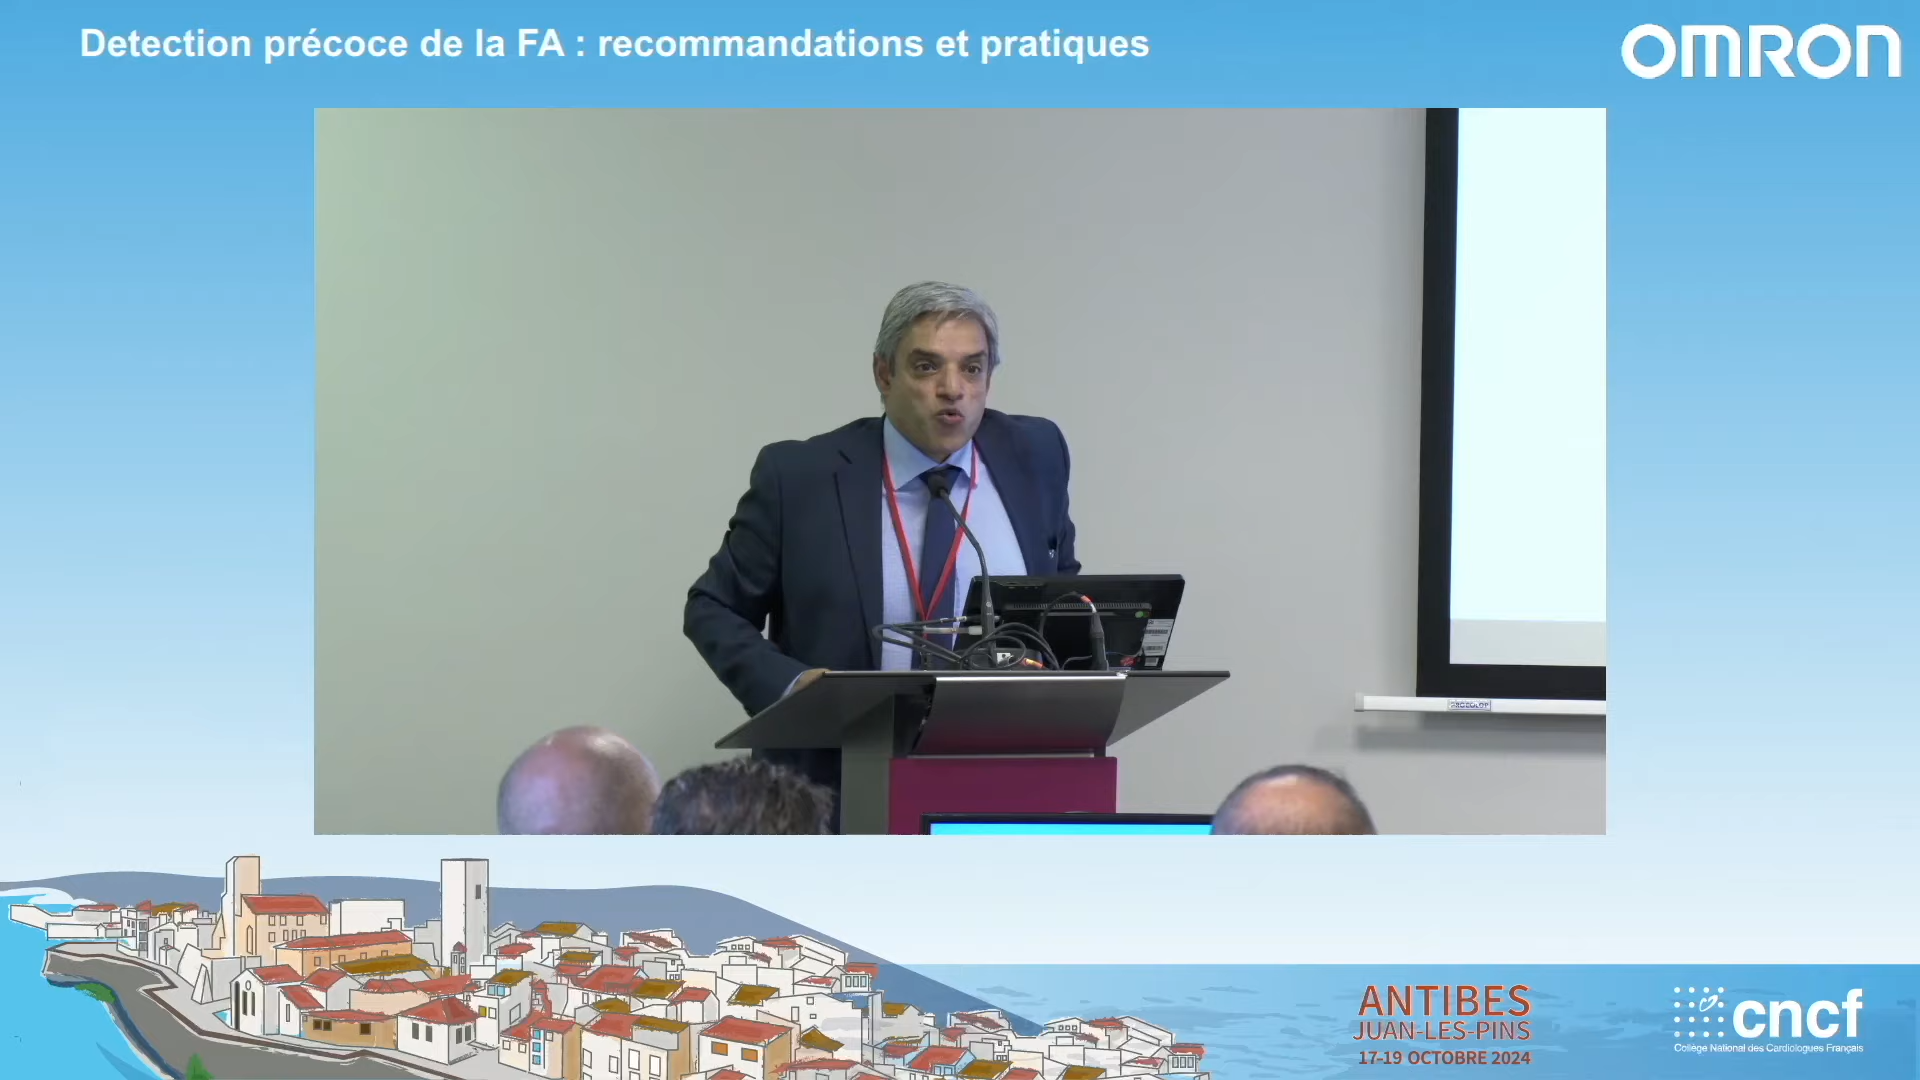 Detection précoce de la FA : recommandations et pratiques
OMRON
ANTIBES
JUAN-LES-PINS
17-19 OCTOBRE 2024
cncf
Collège National des Cardiologues Français